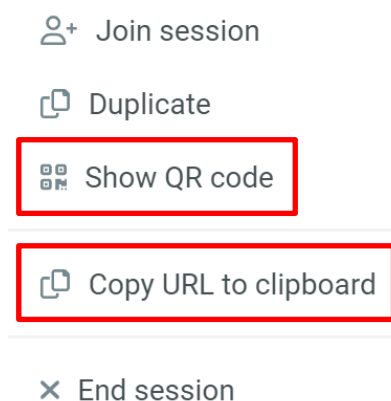 Join session
Duplicate
Show QR code
Copy URL to clipboard
End session